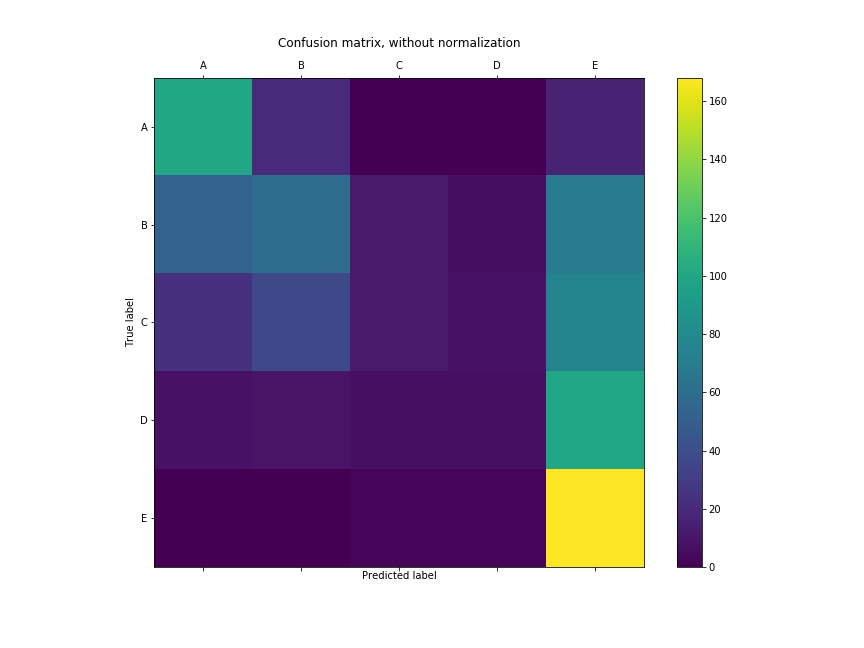 Confusion matrix, without normalization
A B C D E
A
B
C
D
E
True label
Predicted label
160
140
120
100
80
60
40
20
0